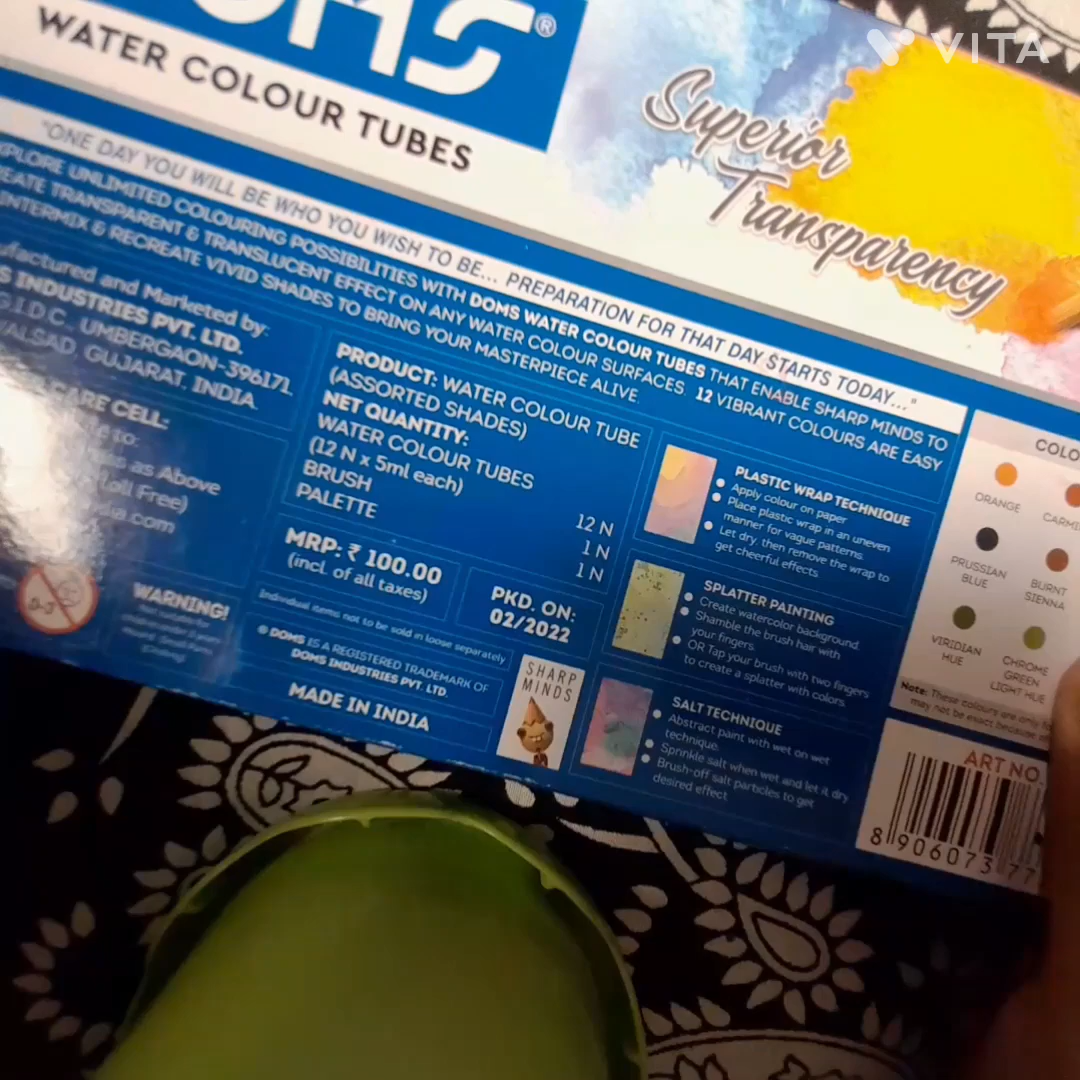 DOMS®
WATER COLOUR TUBES
VITA
Superior
Transparency
"ONE DAY YOU WILL BE WHO YOU WISH TO BE... PREPARATION FOR THAT DAY STARTS TODAY..."
UNLIMITED COLOURING POSSIBILITIES WITH DOMS WATER COLOUR TUBES THAT ENABLE SHARP MINDS TO
TRANSPARENT & TRANSLUCENT EFFECT ON ANY WATER COLOUR SURFACES. 12 VIBRANT COLOURS ARE EASY
INTERMIX & RECREATE VIVID SHADES TO BRING YOUR MASTERPIECE ALIVE.
and Marketed by:
INDUSTRIES PVT. LTD.
G.I.D.C., UMBERGAON-396171,
VALSAD, GUJARAT, INDIA.
CELL:
to:
as Above
(Toll Free)
0-3
WARNING!
PRODUCT: WATER COLOUR TUBE
(ASSORTED SHADES)
NET QUANTITY:
WATER COLOUR TUBES
(12 N x 5ml each) 12 N
BRUSH 1 N
PALETTE 1 N
MRP: ₹ 100.00
(incl. of all taxes)
PKD. ON:
02/2022
Individual items not to be sold in loose separately
® DOMS IS A REGISTERED TRADEMARK OF
DOMS INDUSTRIES PVT. LTD.
MADE IN INDIA
SHARP
MINDS
PLASTIC WRAP TECHNIQUE
Apply colour on paper
Place plastic wrap in an uneven
manner for vague patterns.
Let dry, then remove the wrap to
get cheerful effects
SPLATTER PAINTING
Create watercolor background.
Shamble the brush hair with
your fingers.
OR Tap your brush with two fingers
to create a splatter with colors.
SALT TECHNIQUE
Abstract paint with wet on wet
technique.
Sprinkle salt when wet and let it dry
Brush-off salt particles to get
desired effect
COLO
ORANGE
CARMI
PRUSSIAN
BLUE
BURNT
SIENNA
VIRIDIAN
HUE
CHROME
GREEN
LIGHT HUE
Note: These colours are only
may not be exact because
ART NO.
8 906073 77